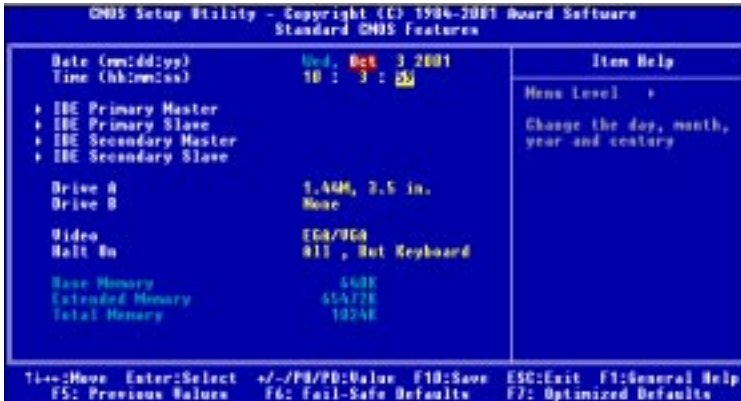 CMOS Setup Utility - Copyright (C) 1984-2001 Award Software
Standard CMOS Features
Date (mm:dd:yy) Wed, Oct 3 2001
Time (hh:mm:ss) 10 : 3 : 59
Item Help
Menu Level
Change the day, month,
year and century
IDE Primary Master
IDE Primary Slave
IDE Secondary Master
IDE Secondary Slave
Drive A 1.44M, 3.5 in.
Drive B None
Video EGA/VGA
Halt On All , But Keyboard
Base Memory 640K
Extended Memory 65472K
Total Memory 1024K
:Move Enter:Select +/-/PU/PD:Value F10:Save ESC:Exit F1:General Help
F5: Previous Values F6: Fail-Safe Defaults F7: Optimized Defaults